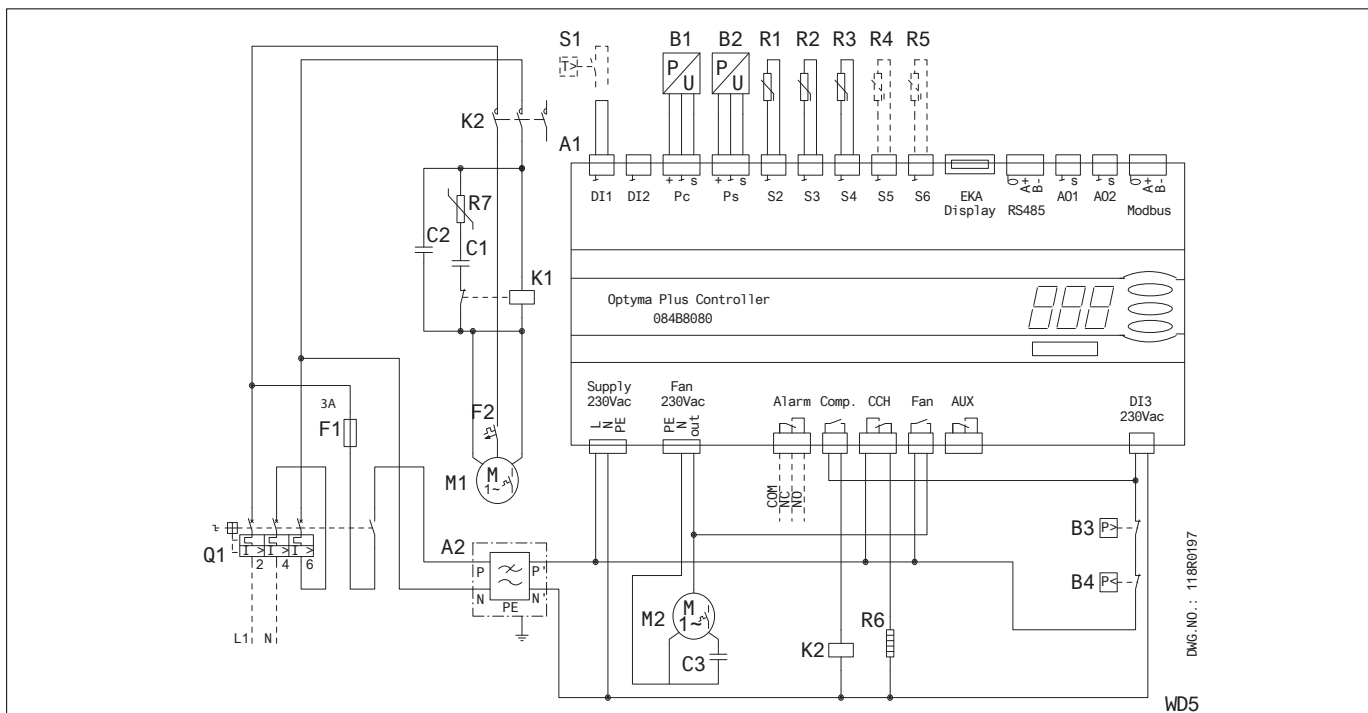 S1 B1 B2 R1 R2 R3 R4 R5
T> P U P U
K2
A1
+ s + s σ A+ B- s s σ A+ B-
DI1 DI2 Pc Ps S2 S3 S4 S5 S6 EKA Display RS485 AO1 AO2 Modbus
R7
C2 C1
K1
Optyma Plus Controller
084B8080
Supply 230Vac
Fan 230Vac
Alarm Comp. CCH Fan AUX
DI3 230Vac
L N PE
PE N out
3A
F1
F2
M 1~
M1
COM NC NO
B3 P>
B4 P<
Q1 I > I > I >
2 4 6
L1 N
A2
P P'
N N'
PE
M2 M 1~
C3
K2
R6
DWG.NO.: 118R0197
WD5